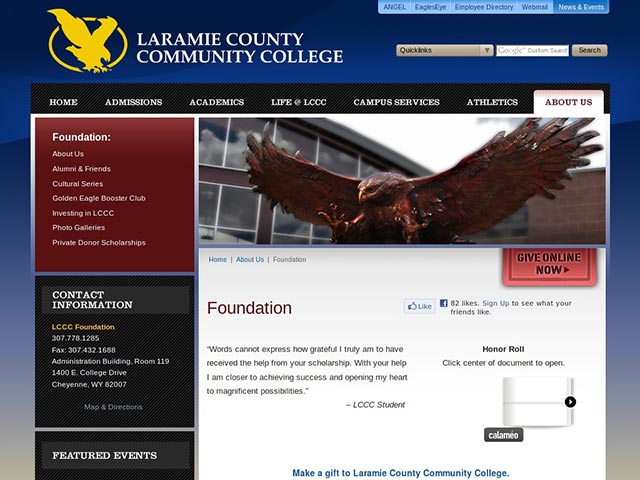 ANGEL EaglesEye Employee Directory Webmail News & Events
LARAMIE COUNTY
COMMUNITY COLLEGE
Quicklinks Google™ Custom Search Search
HOME ADMISSIONS ACADEMICS LIFE @ LCCC CAMPUS SERVICES ATHLETICS ABOUT US
Foundation:
About Us
Alumni & Friends
Cultural Series
Golden Eagle Booster Club
Investing in LCCC
Photo Galleries
Private Donor Scholarships
CONTACT
INFORMATION
LCCC Foundation
307.778.1285
Fax: 307.432.1688
Administration Building, Room 119
1400 E. College Drive
Cheyenne, WY 82007
Map & Directions
FEATURED EVENTS
Home | About Us | Foundation
GIVE ONLINE
NOW
Foundation
Like
82 likes. Sign Up to see what your
friends like.
“Words cannot express how grateful I truly am to have
received the help from your scholarship. With your help
I am closer to achieving success and opening my heart
to magnificent possibilities.”
– LCCC Student
Honor Roll
Click center of document to open.
calaméo
Make a gift to Laramie County Community College.